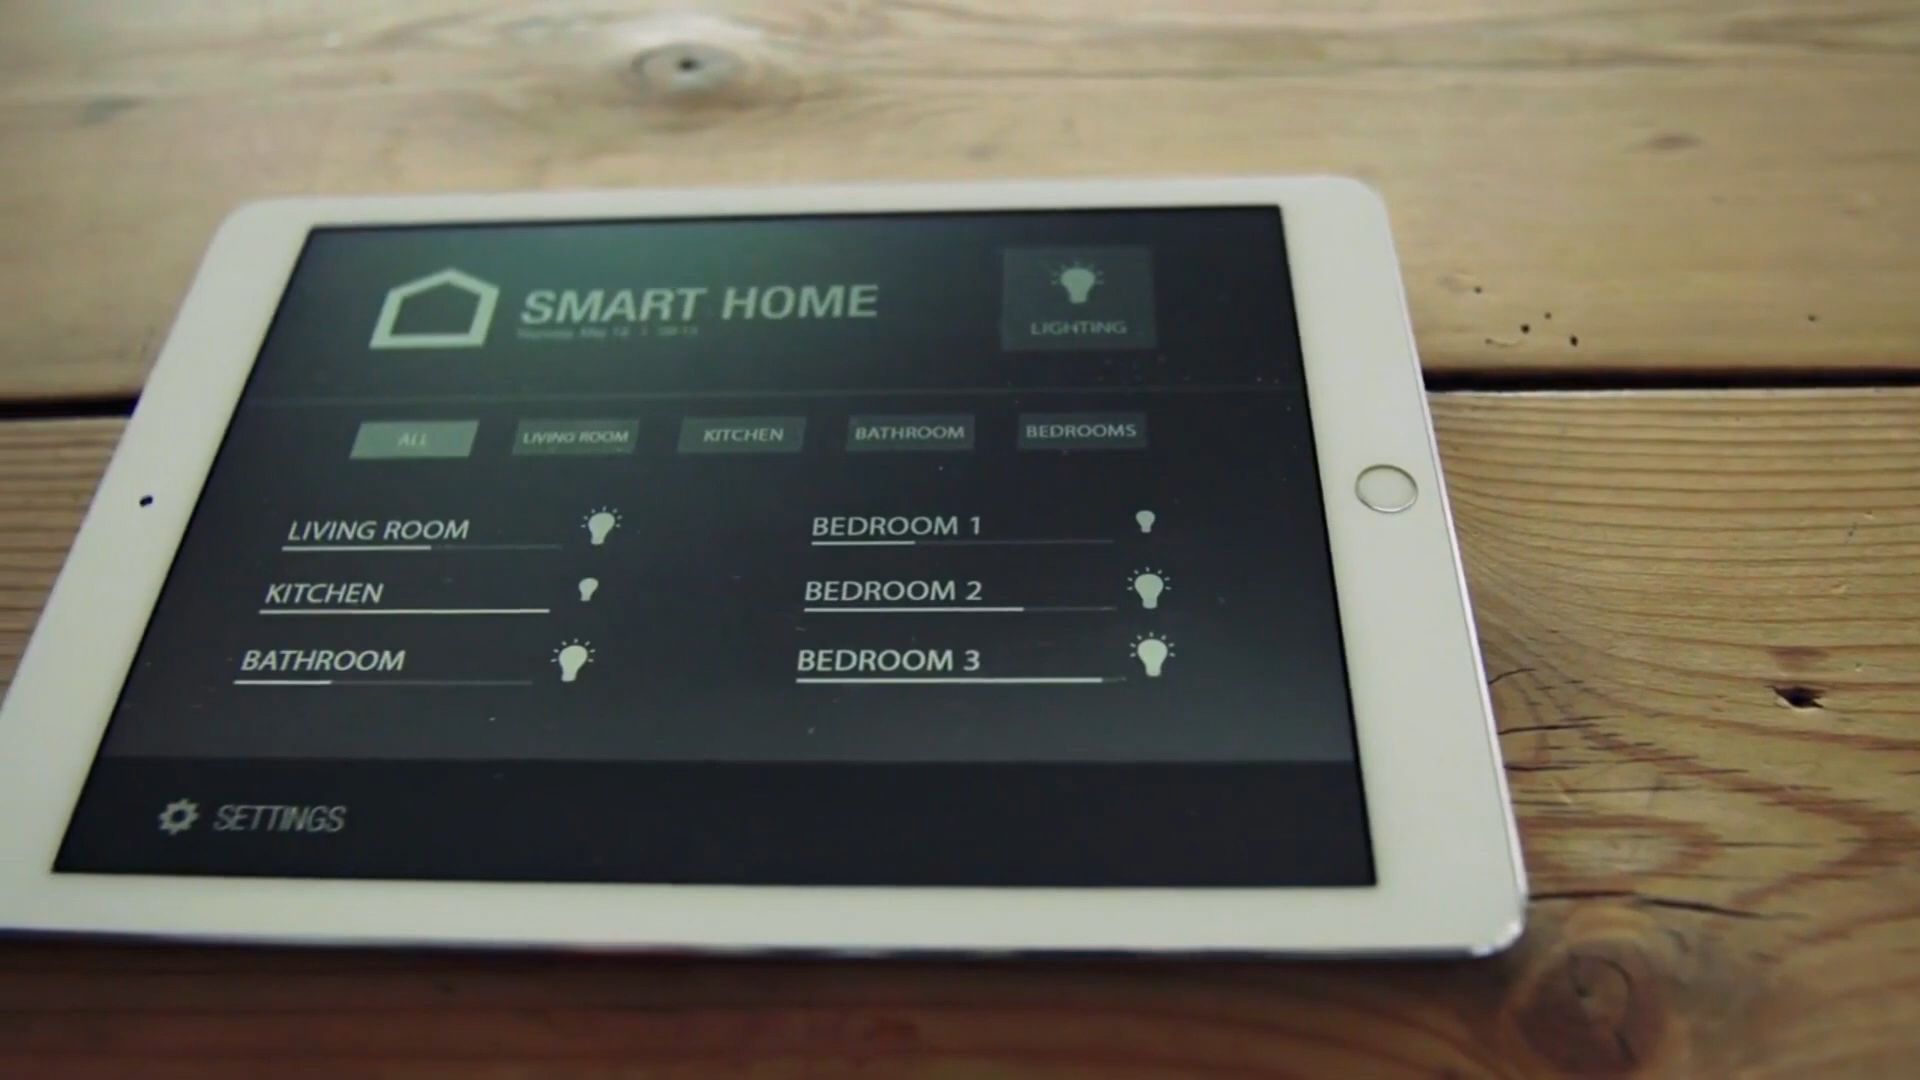 SMART HOME
LIGHTING
ALL
LIVING ROOM
KITCHEN
BATHROOM
BEDROOMS
LIVING ROOM
KITCHEN
BATHROOM
BEDROOM 1
BEDROOM 2
BEDROOM 3
SETTINGS